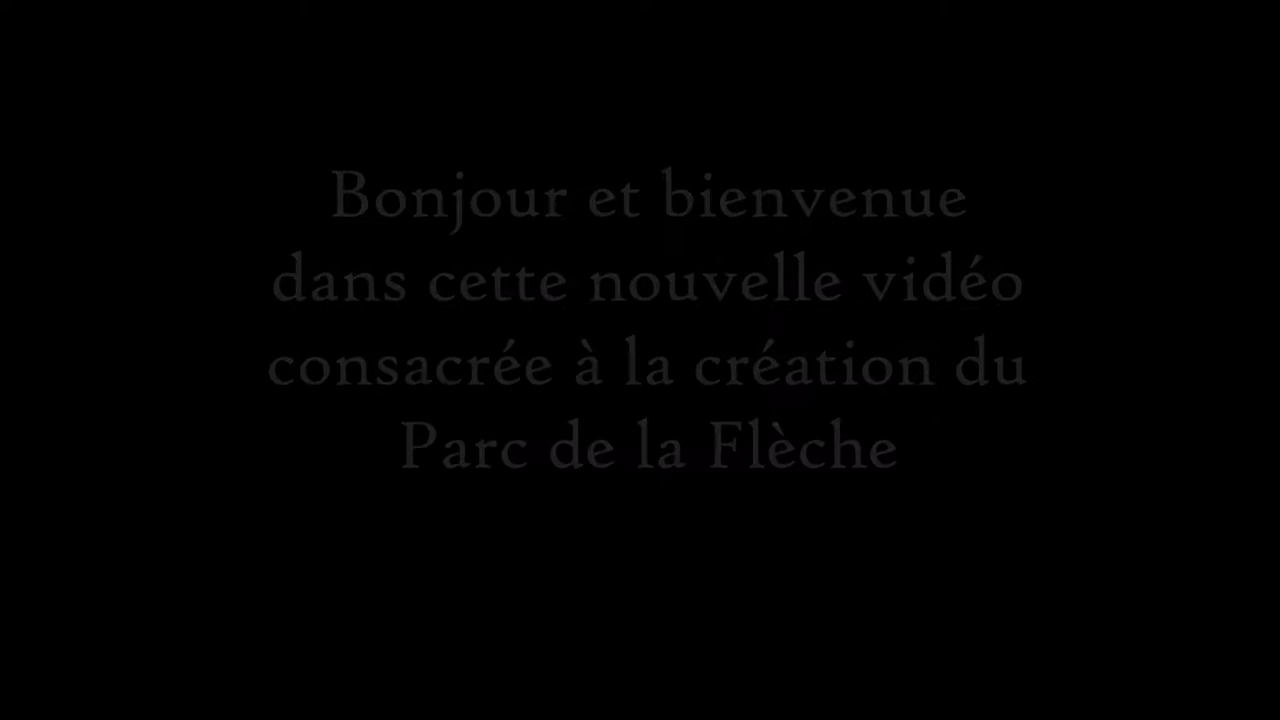 Bonjour et bienvenue
dans cette nouvelle vidéo
consacrée à la création du
Parc de la Flèche